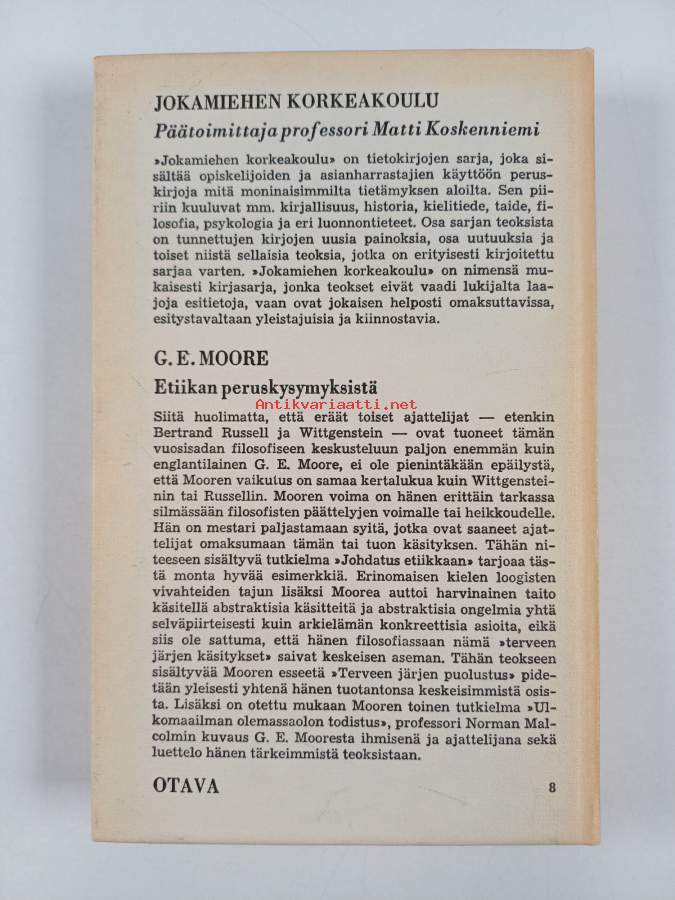 JOKAMIEHEN KORKEAKOULU
Päätoimittaja professori Matti Koskenniemi
»Jokamiehen korkeakoulu» on tietokirjojen sarja, joka si-
sältää opiskelijoiden ja asianharrastajien käyttöön perus-
kirjoja mitä moninaisimmilta tietämyksen aloilta. Sen pii-
riin kuuluvat mm. kirjallisuus, historia, kielitiede, taide, fi-
losofia, psykologia ja eri luonnontieteet. Osa sarjan teoksista
on tunnettujen kirjojen uusia painoksia, osa uutuuksia ja
toiset niistä sellaisia teoksia, jotka on erityisesti kirjoitettu
sarjaa varten. »Jokamiehen korkeakoulu» on nimensä mu-
kaisesti kirjasarja, jonka teokset eivät vaadi lukijalta laa-
joja esitietoja, vaan ovat jokaisen helposti omaksuttavissa,
esitystavaltaan yleistajuisia ja kiinnostavia.
G. E. MOORE
Etiikan peruskysymyksistä
Antikvariaatti.net
Siitä huolimatta, että eräät toiset ajattelijat — etenkin
Bertrand Russell ja Wittgenstein — ovat tuoneet tämän
vuosisadan filosofiseen keskusteluun paljon enemmän kuin
englantilainen G. E. Moore, ei ole pienintäkään epäilystä,
että Mooren vaikutus on samaa kertalukua kuin Wittgenstei-
nin tai Russellin. Mooren voima on hänen erittäin tarkassa
silmässään filosofisten päättelyjen voimalle tai heikkoudelle.
Hän on mestari paljastamaan syitä, jotka ovat saaneet ajat-
telijat omaksumaan tämän tai tuon käsityksen. Tähän ni-
teeseen sisältyvä tutkielma »Johdatus etiikkaan» tarjoaa täs-
tä monta hyvää esimerkkiä. Erinomaisen kielen loogisten
vivahteiden tajun lisäksi Moorea auttoi harvinainen taito
käsitellä abstraktisia käsitteitä ja abstraktisia ongelmia yhtä
selväpiirteisesti kuin arkielämän konkreettisia asioita, eikä
siis ole sattuma, että hänen filosofiassaan nämä »terveen
järjen käsitykset» saivat keskeisen aseman. Tähän teokseen
sisältyvää Mooren esseetä »Terveen järjen puolustus» pide-
tään yleisesti yhtenä hänen tuotantonsa keskeisimmistä osis-
ta. Lisäksi on otettu mukaan Mooren toinen tutkielma »Ul-
komaailman olemassaolon todistus», professori Norman Mal-
colmin kuvaus G. E. Mooresta ihmisenä ja ajattelijana sekä
luettelo hänen tärkeimmistä teoksistaan.
OTAVA
8